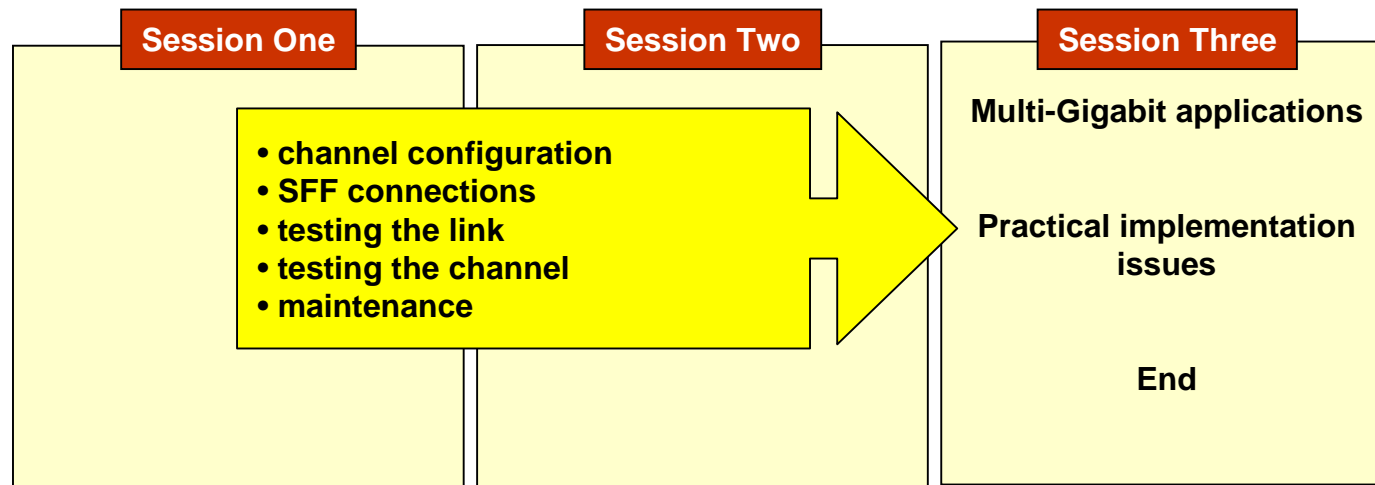 Session One
Session Two
Session Three
• channel configuration
• SFF connections
• testing the link
• testing the channel
• maintenance
Multi-Gigabit applications
Practical implementation
issues
End